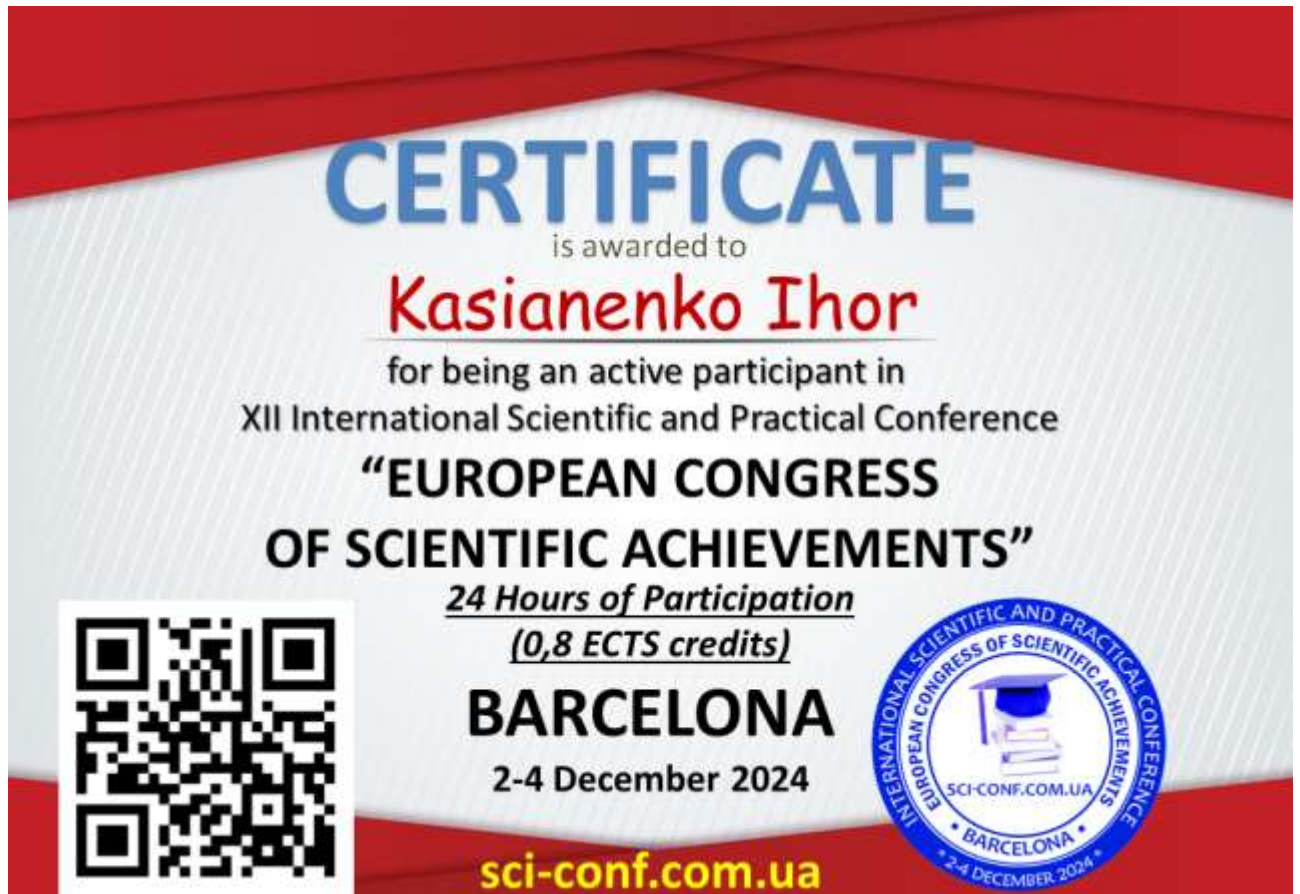 CERTIFICATE
is awarded to
Kasianenko Ihor
for being an active participant in
XII International Scientific and Practical Conference
“EUROPEAN CONGRESS
OF SCIENTIFIC ACHIEVEMENTS”
24 Hours of Participation
(0,8 ECTS credits)
BARCELONA
2-4 December 2024
sci-conf.com.ua
INTERNATIONAL SCIENTIFIC AND PRACTICAL CONFERENCE
EUROPEAN CONGRESS OF SCIENTIFIC ACHIEVEMENTS
SCI-CONF.COM.UA
• BARCELONA •
* 2-4 DECEMBER 2024 *